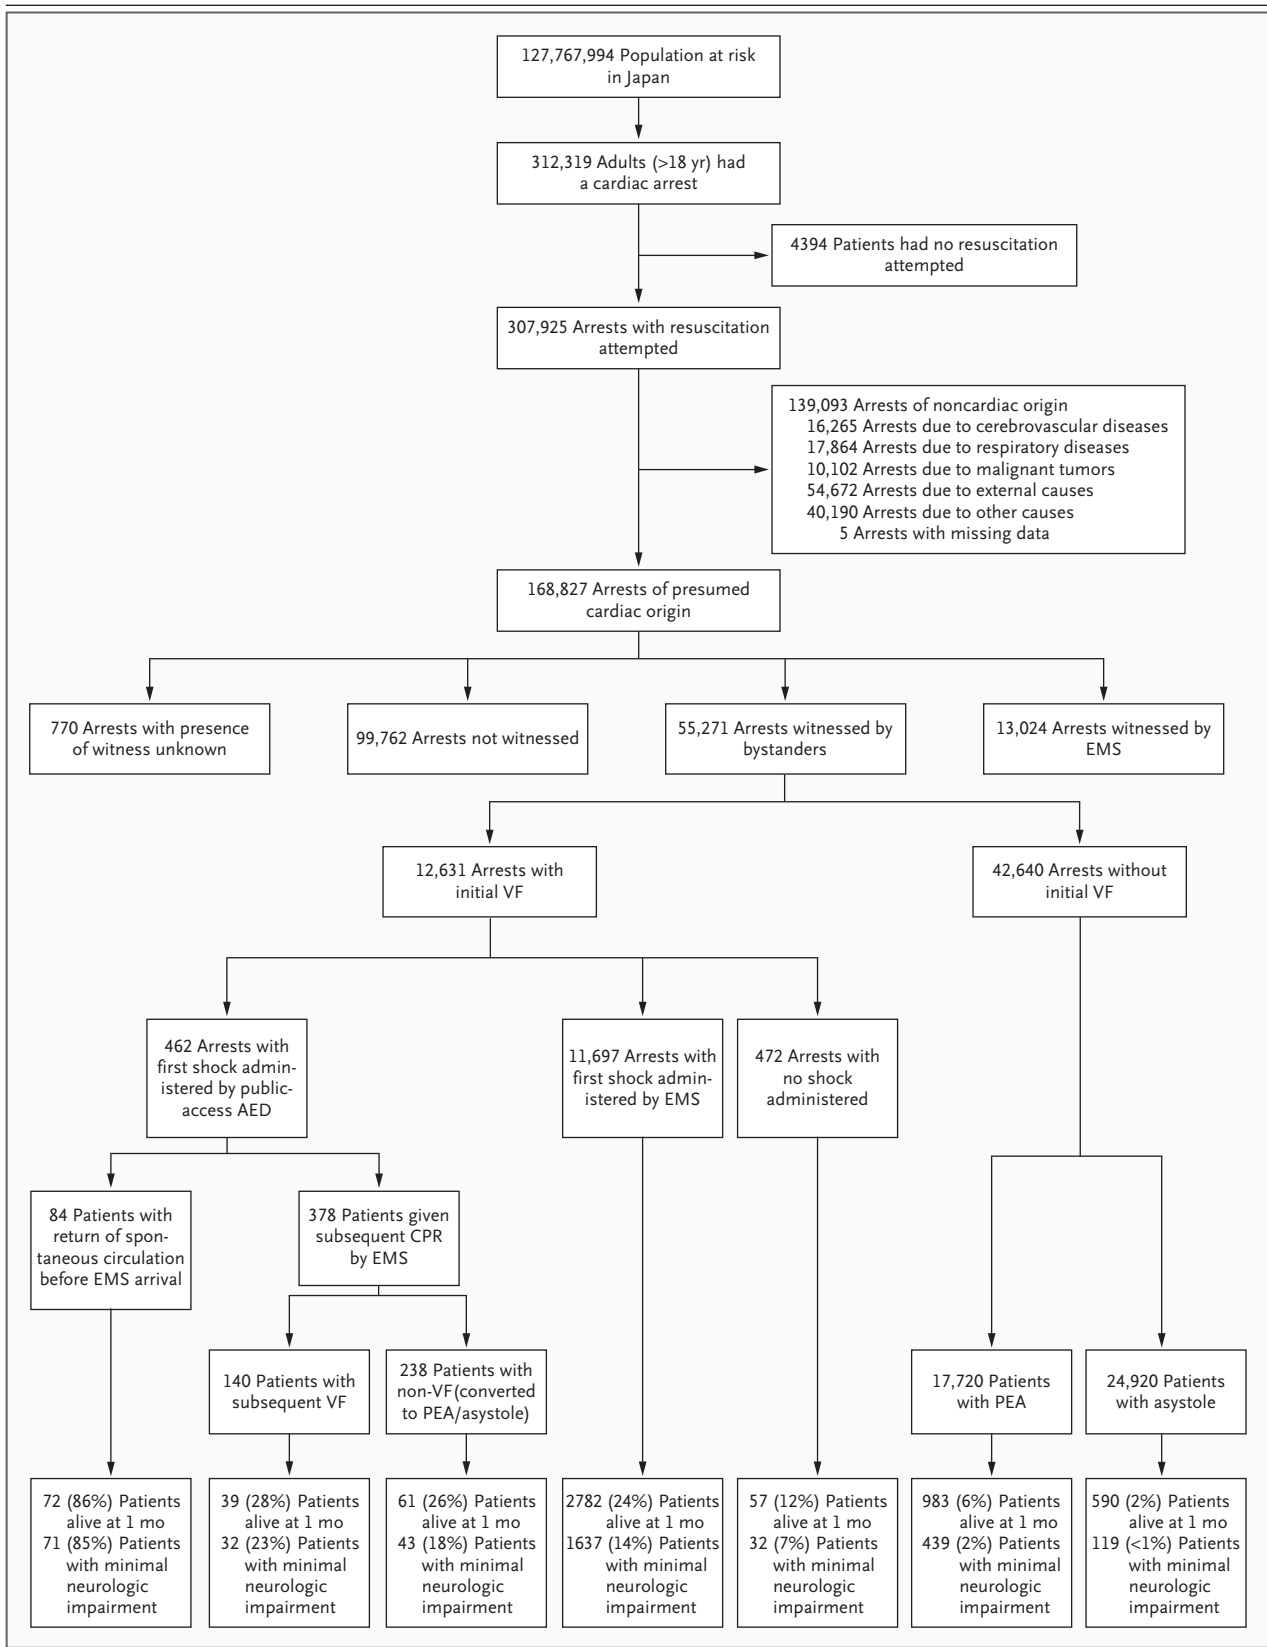 127,767,994 Population at risk
in Japan
312,319 Adults (>18 yr) had
a cardiac arrest
4394 Patients had no resuscitation
attempted
307,925 Arrests with resuscitation
attempted
139,093 Arrests of noncardiac origin
16,265 Arrests due to cerebrovascular diseases
17,864 Arrests due to respiratory diseases
10,102 Arrests due to malignant tumors
54,672 Arrests due to external causes
40,190 Arrests due to other causes
5 Arrests with missing data
168,827 Arrests of presumed
cardiac origin
770 Arrests with presence
of witness unknown
99,762 Arrests not witnessed
55,271 Arrests witnessed by
bystanders
13,024 Arrests witnessed by
EMS
12,631 Arrests with
initial VF
42,640 Arrests without
initial VF
462 Arrests with
first shock admin-
istered by public-
access AED
11,697 Arrests with
first shock admin-
istered by EMS
472 Arrests with
no shock
administered
84 Patients with
return of spon-
taneous circulation
before EMS arrival
378 Patients given
subsequent CPR
by EMS
140 Patients with
subsequent VF
238 Patients with
non-VF(converted
to PEA/asystole)
17,720 Patients
with PEA
24,920 Patients
with asystole
72 (86%) Patients
alive at 1 mo
71 (85%) Patients
with minimal
neurologic
impairment
39 (28%) Patients
alive at 1 mo
32 (23%) Patients
with minimal
neurologic
impairment
61 (26%) Patients
alive at 1 mo
43 (18%) Patients
with minimal
neurologic
impairment
2782 (24%) Patients
alive at 1 mo
1637 (14%) Patients
with minimal
neurologic
impairment
57 (12%) Patients
alive at 1 mo
32 (7%) Patients
with minimal
neurologic
impairment
983 (6%) Patients
alive at 1 mo
439 (2%) Patients
with minimal
neurologic
impairment
590 (2%) Patients
alive at 1 mo
119 (<1%) Patients
with minimal
neurologic
impairment